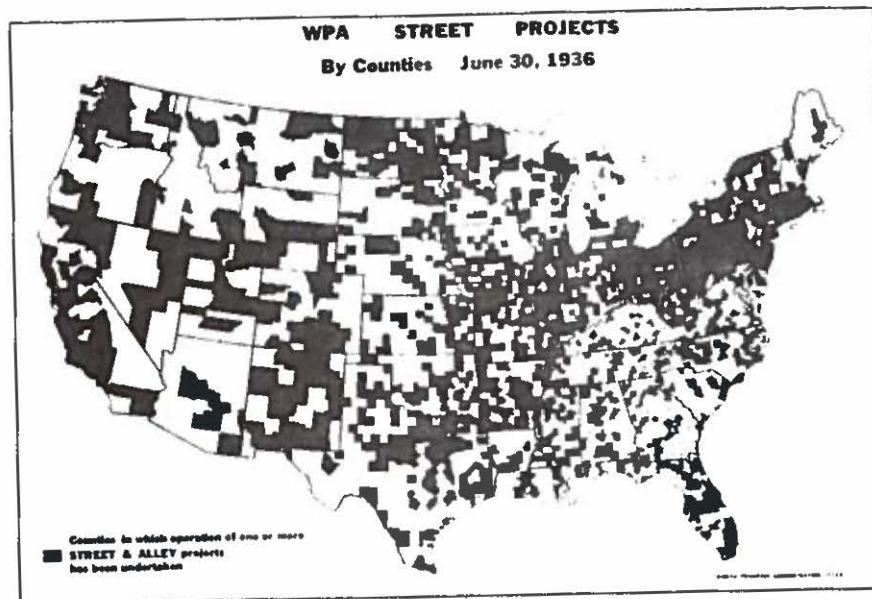 WPA STREET PROJECTS
By Counties June 30, 1936
Counties in which operation of one or more
STREET & ALLEY projects
has been undertaken